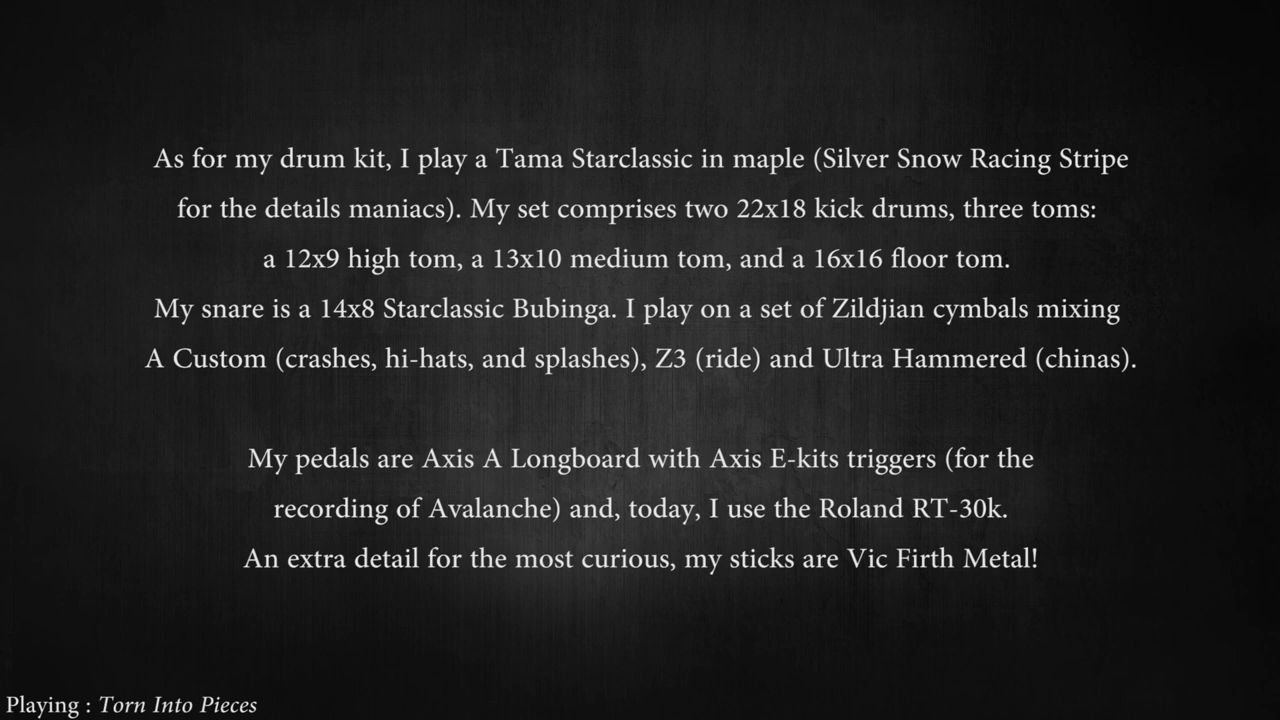 As for my drum kit, I play a Tama Starclassic in maple (Silver Snow Racing Stripe
for the details maniacs). My set comprises two 22x18 kick drums, three toms:
a 12x9 high tom, a 13x10 medium tom, and a 16x16 floor tom.
My snare is a 14x8 Starclassic Bubinga. I play on a set of Zildjian cymbals mixing
A Custom (crashes, hi-hats, and splashes), Z3 (ride) and Ultra Hammered (chinas).
My pedals are Axis A Longboard with Axis E-kits triggers (for the
recording of Avalanche) and, today, I use the Roland RT-30k.
An extra detail for the most curious, my sticks are Vic Firth Metal!
Playing : Torn Into Pieces